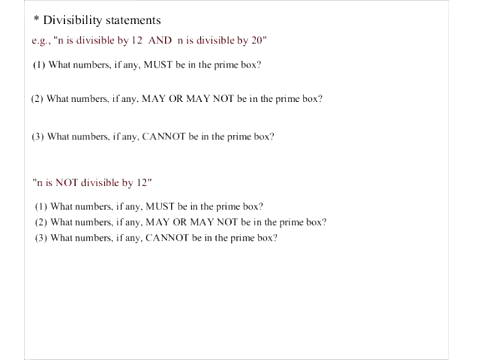 * Divisibility statements
e.g., "n is divisible by 12 AND n is divisible by 20"
(1) What numbers, if any, MUST be in the prime box?
(2) What numbers, if any, MAY OR MAY NOT be in the prime box?
(3) What numbers, if any, CANNOT be in the prime box?
"n is NOT divisible by 12"
(1) What numbers, if any, MUST be in the prime box?
(2) What numbers, if any, MAY OR MAY NOT be in the prime box?
(3) What numbers, if any, CANNOT be in the prime box?